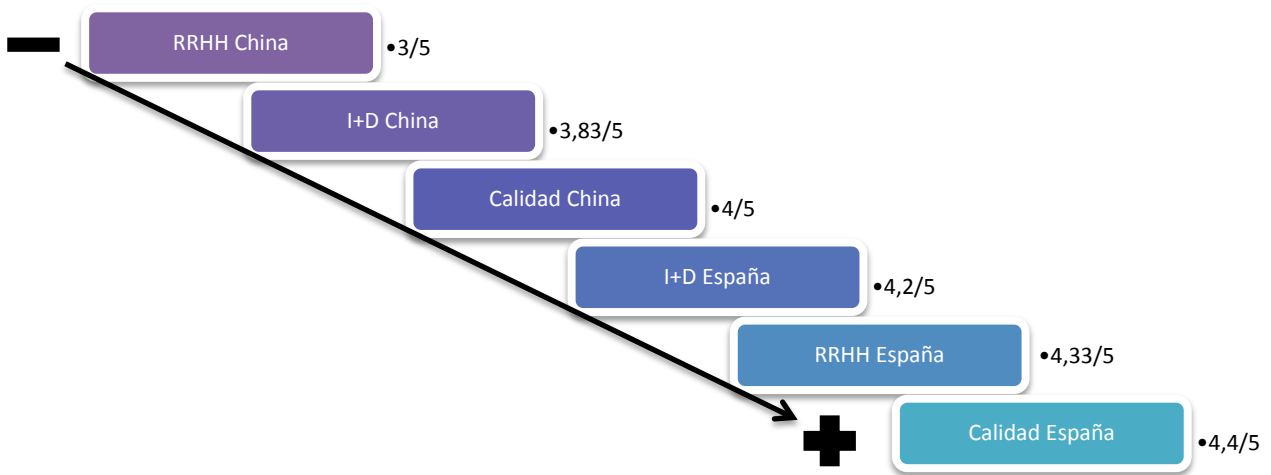 RRHH China
•3/5
I+D China
•3,83/5
Calidad China
•4/5
I+D España
•4,2/5
RRHH España
•4,33/5
Calidad España
•4,4/5